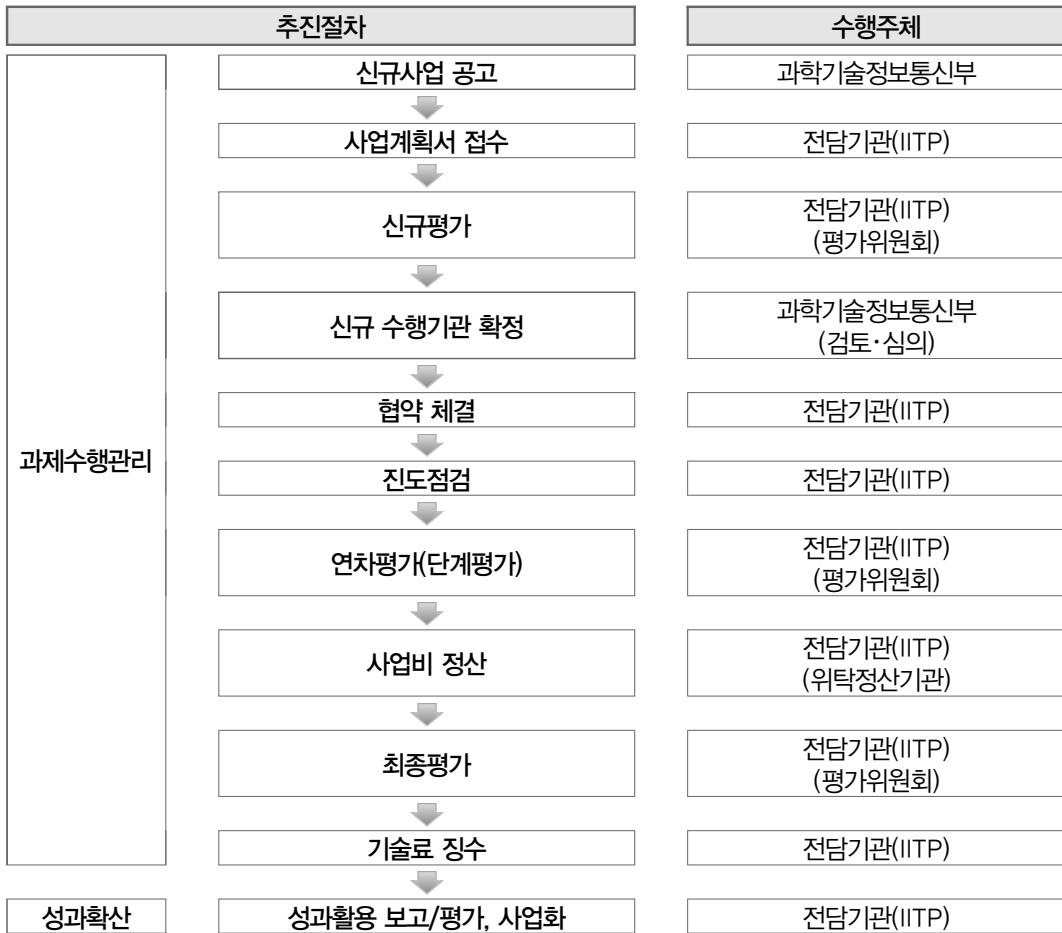 추진절차 수행주체
신규사업 공고 과학기술정보통신부
사업계획서 접수 전담기관(IITP)
신규평가 전담기관(IITP)
(평가위원회)
신규 수행기관 확정 과학기술정보통신부
(검토･심의)
협약 체결 전담기관(IITP)
과제수행관리
진도점검 전담기관(IITP)
연차평가(단계평가) 전담기관(IITP)
(평가위원회)
사업비 정산 전담기관(IITP)
(위탁정산기관)
최종평가 전담기관(IITP)
(평가위원회)
기술료 징수 전담기관(IITP)
성과확산 성과활용 보고/평가, 사업화 전담기관(IITP)